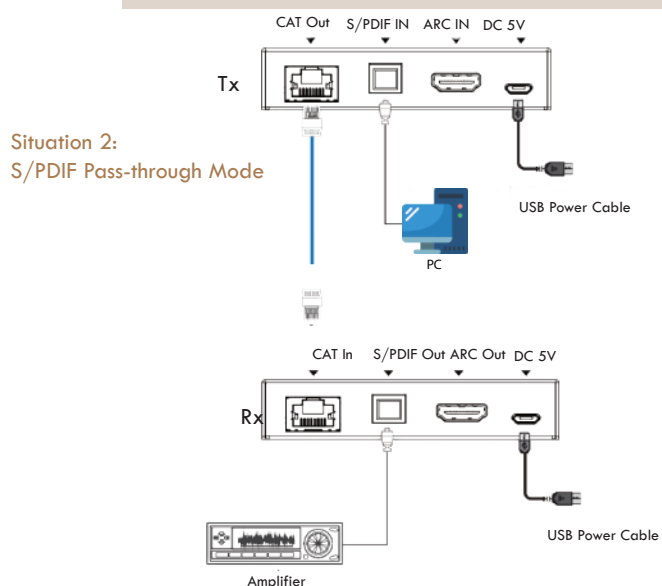 CAT Out S/PDIF IN ARC IN DC 5V
Tx
Situation 2:
S/PDIF Pass-through Mode
USB Power Cable
PC
CAT In S/PDIF Out ARC Out DC 5V
Rx
USB Power Cable
Amplifier